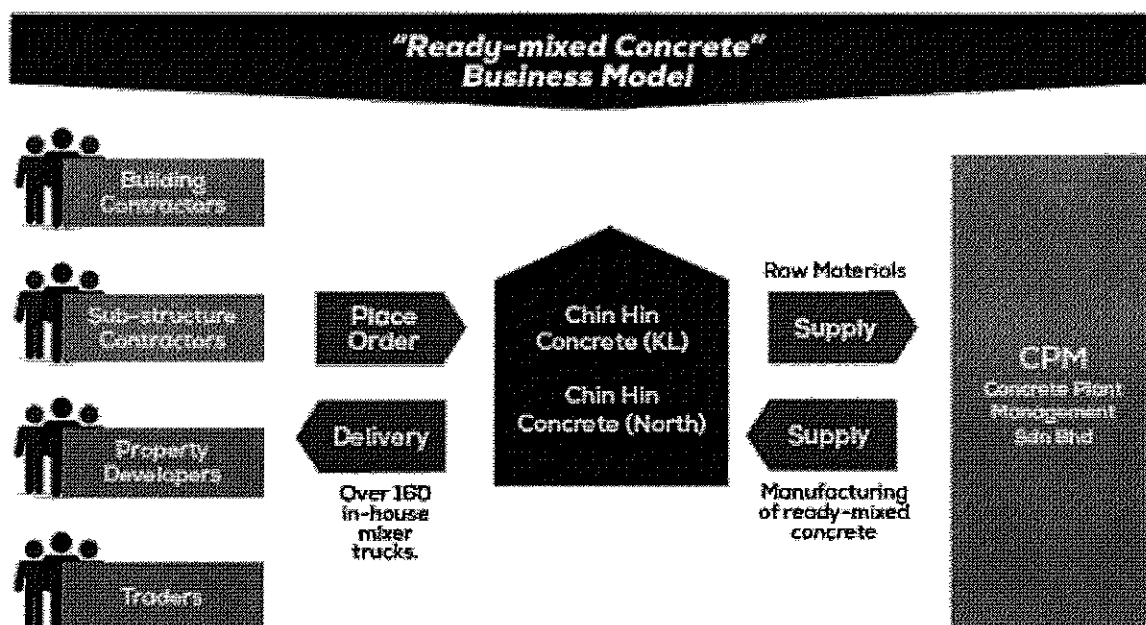 "Ready-mixed Concrete"
Business Model
Building
Contractors
Sub-structure
Contractors
Property
Developers
Traders
Place
Order
Delivery
Over 160
in-house
mixer
trucks.
Chin Hin
Concrete (KL)
Chin Hin
Concrete (North)
Raw Materials
Supply
Supply
Manufacturing
of ready-mixed
concrete
CPM
Concrete Plant
Management
Sdn Bhd